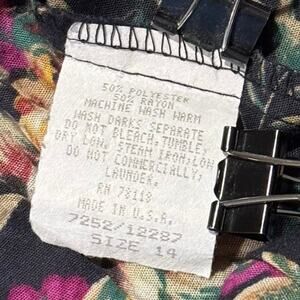 50% POLYESTER
50% RAYON
MACHINE WASH WARM
WASH DARKS SEPARATE
DO NOT BLEACH, TUMBLE,
DRY LOW, STEAM IRON, LOW
DO NOT COMMERCIALLY,
LAUNDER.
RN 78118
MADE IN U.S.A.
7252/12287
SIZE 14